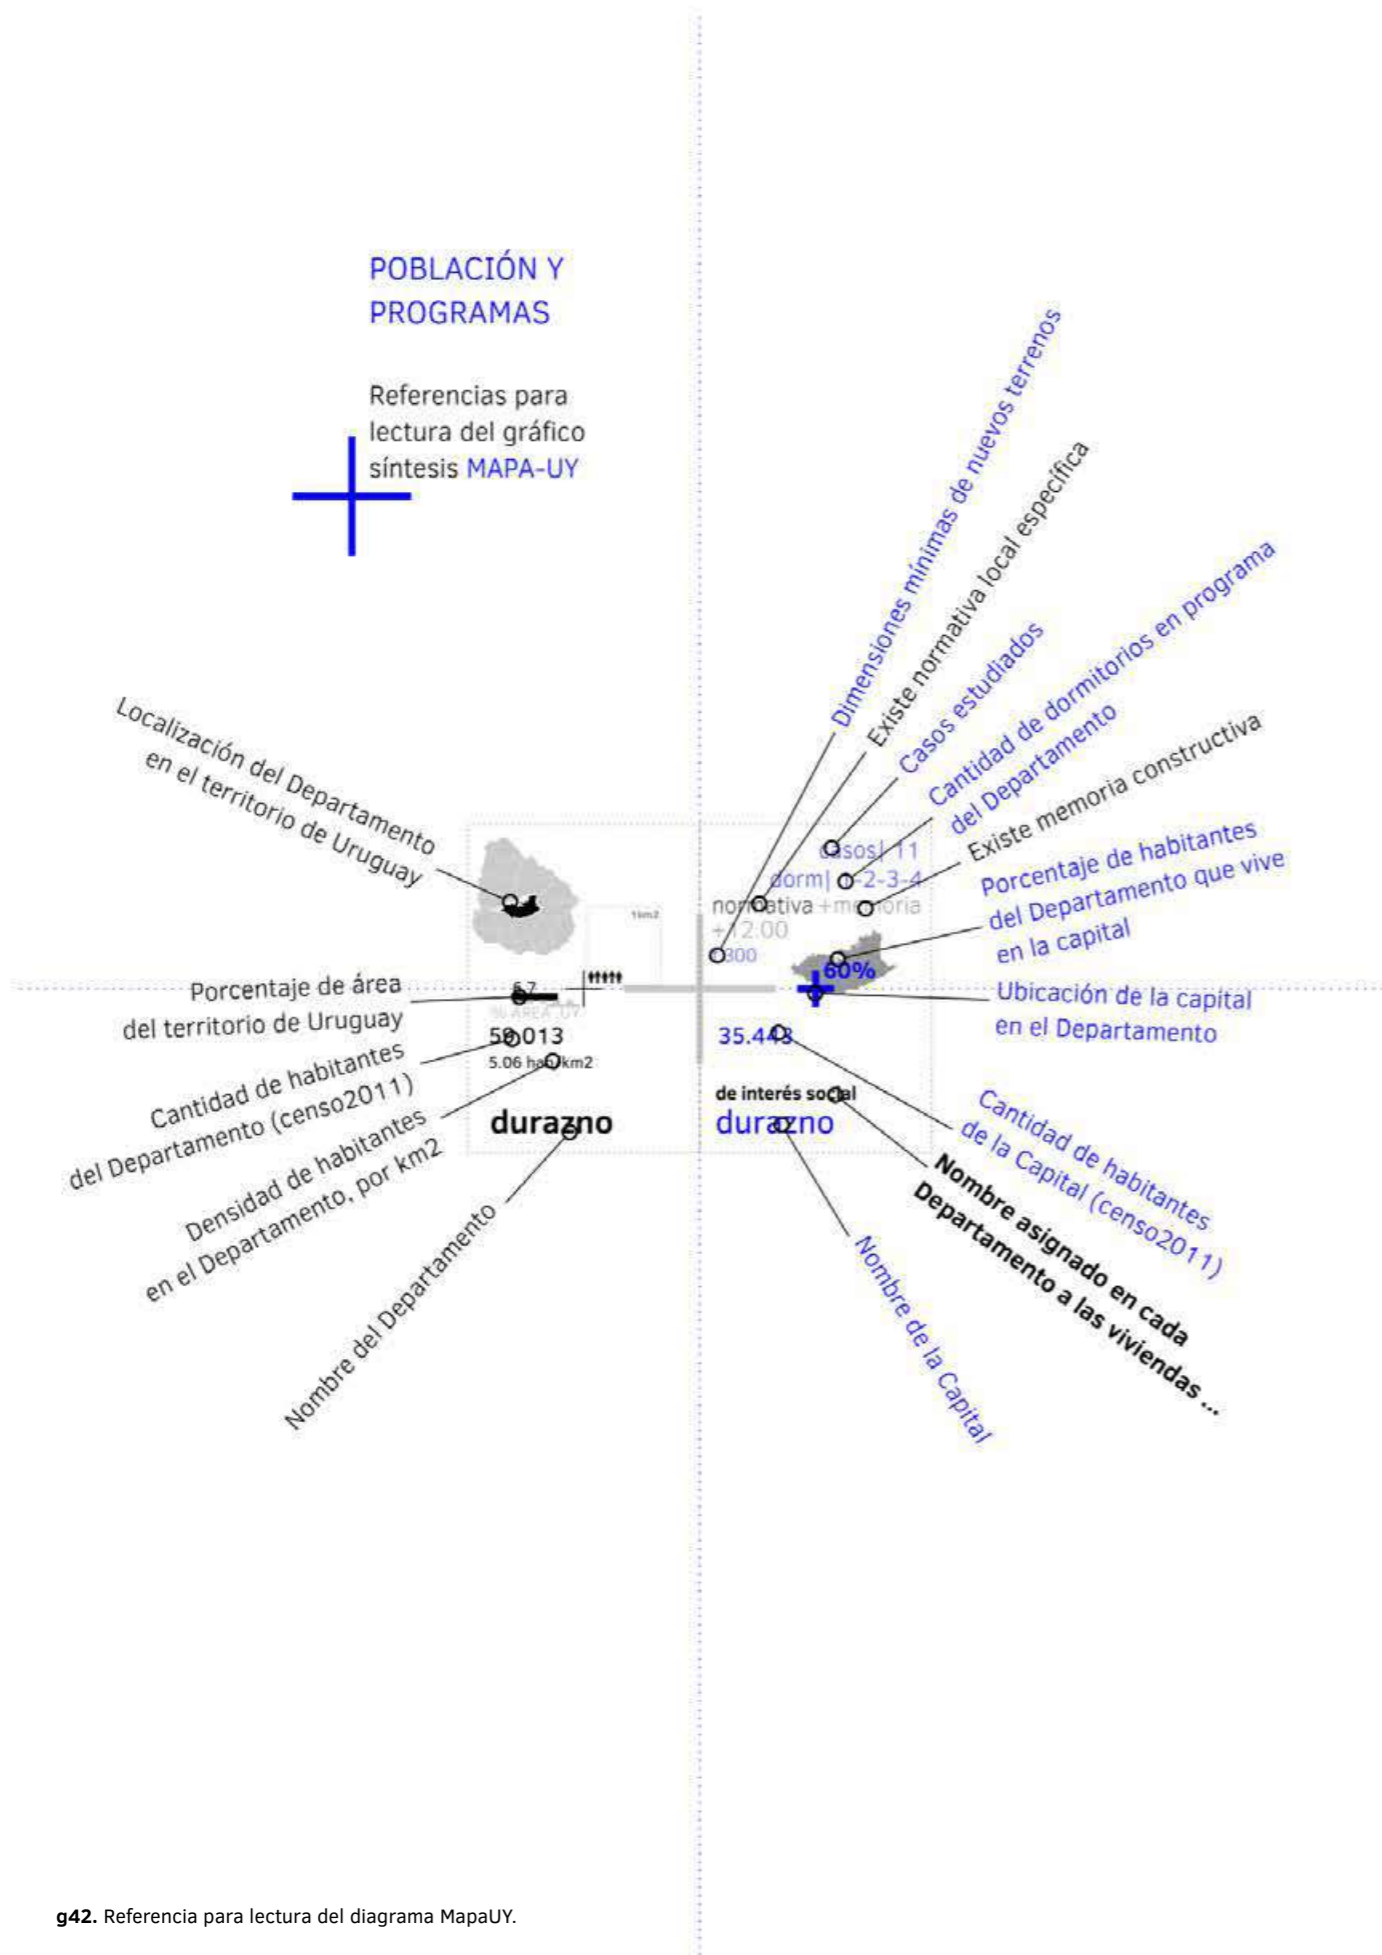 POBLACIÓN Y
PROGRAMAS
Referencias para
lectura del gráfico
síntesis MAPA-UY
Dimensiones mínimas de nuevos terrenos
Existe normativa local específica
Casos estudiados
Cantidad de dormitorios en programa
del Departamento
Existe memoria constructiva
Porcentaje de habitantes
del Departamento que vive
en la capital
Ubicación de la capital
en el Departamento
Cantidad de habitantes
de la Capital (censo2011)
Nombre asignado en cada
Departamento a las viviendas ...
Nombre de la Capital
Localización del Departamento
en el territorio de Uruguay
Porcentaje de área
del territorio de Uruguay
Cantidad de habitantes
del Departamento (censo2011)
Densidad de habitantes
en el Departamento, por km2
Nombre del Departamento
casos| 11
dorm| 1-2-3-4
normativa +memoria
+12.00
300
1km2
60%
% AREA_UY
59.013
5.06 hab/km2
durazno
35.443
de interés social
durazno
g42. Referencia para lectura del diagrama MapaUY.